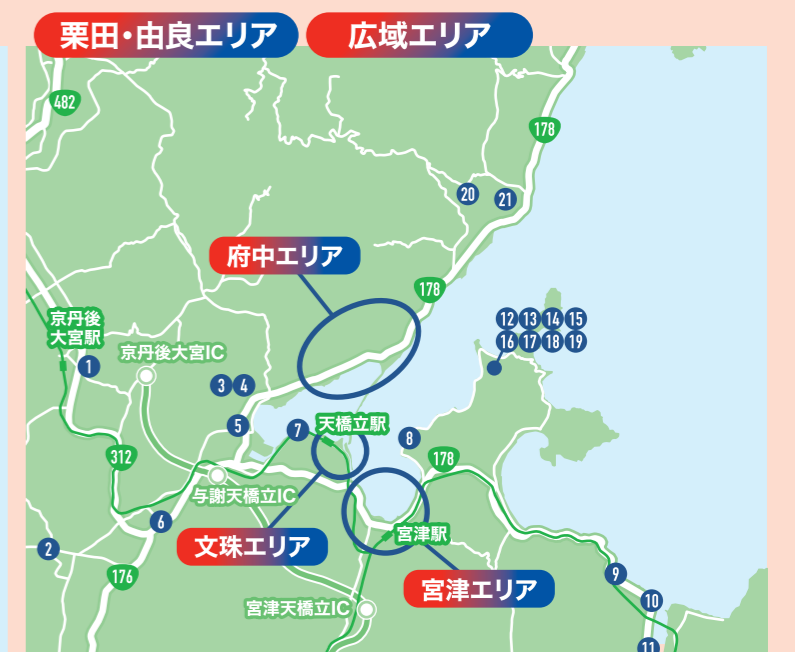 栗田・由良エリア
広域エリア
482
178
20
21
府中エリア
178
12 13 14 15
16 17 18 19
京丹後
大宮駅
1
京丹後大宮IC
3 4
5
7
天橋立駅
8
178
312
与謝天橋立IC
6
2
文珠エリア
宮津駅
176
宮津エリア
9
宮津天橋立IC
10
11